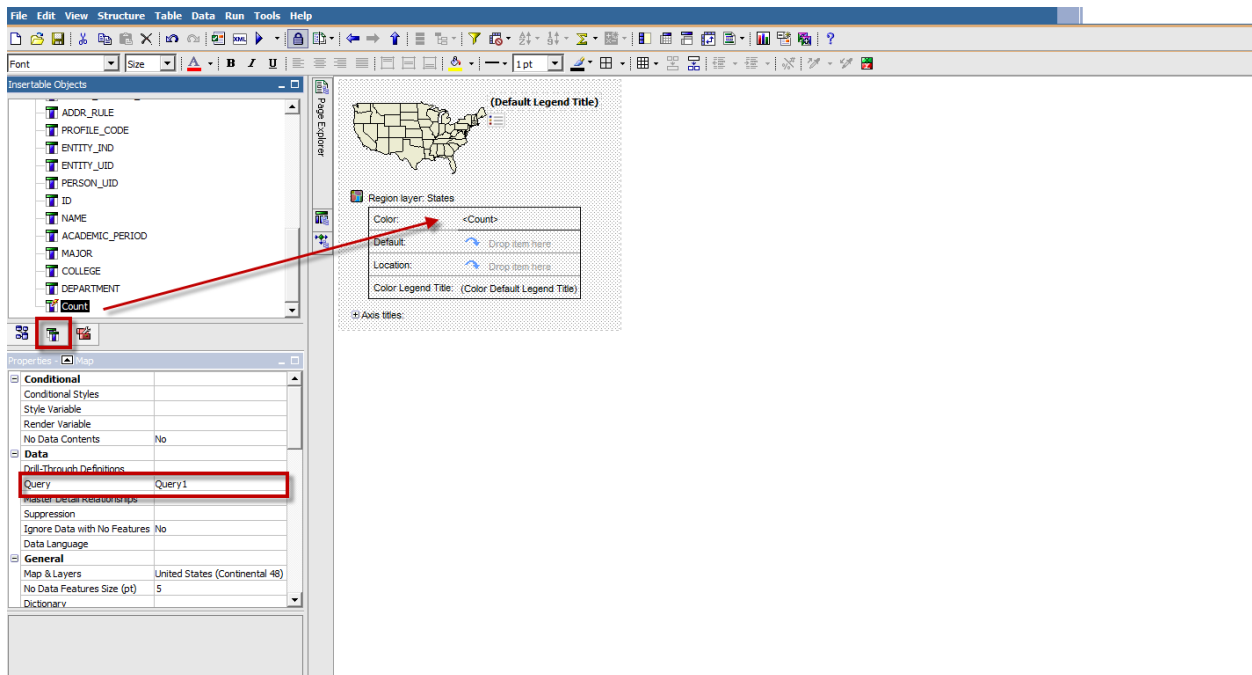 File Edit View Structure Table Data Run Tools Help
XML
?
Font Size A B I U 1 pt
Insertable Objects
ADDR_RULE
PROFILE_CODE
ENTITY_IND
ENTITY_UID
PERSON_UID
ID
NAME
ACADEMIC_PERIOD
MAJOR
COLLEGE
DEPARTMENT
Count
Page Explorer
(Default Legend Title)
Region layer: States
Color: <Count>
Default: Drop item here
Location: Drop item here
Color Legend Title: (Color Default Legend Title)
Axis titles:
Properties - Map
Conditional
Conditional Styles
Style Variable
Render Variable
No Data Contents No
Data
Drill-Through Definitions
Query Query1
Master Detail Relationships
Suppression
Ignore Data with No Features No
Data Language
General
Map & Layers United States (Continental 48)
No Data Features Size (pt) 5
Dictionary